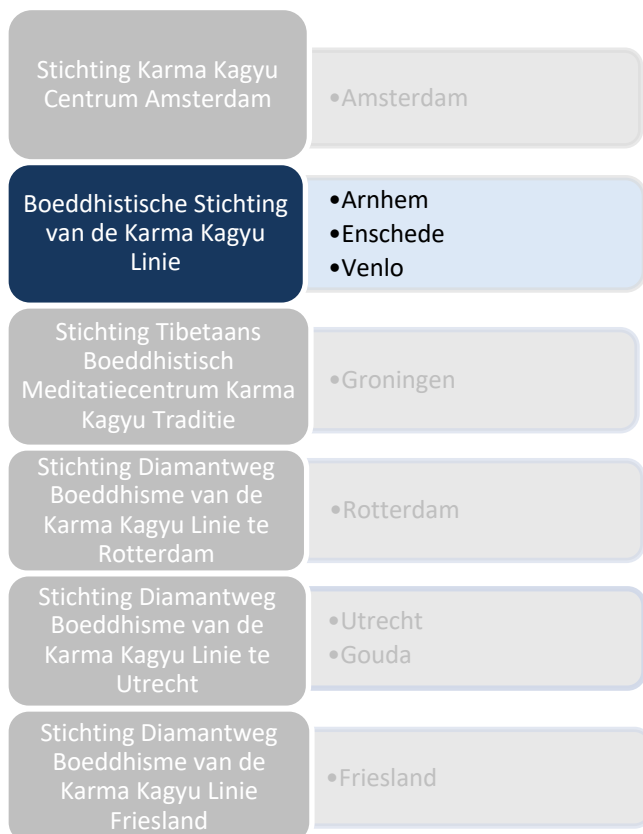 Stichting Karma Kagyu
Centrum Amsterdam
•Amsterdam
Boeddhistische Stichting
van de Karma Kagyu
Linie
•Arnhem
•Enschede
•Venlo
Stichting Tibetaans
Boeddhistisch
Meditatiecentrum Karma
Kagyu Traditie
•Groningen
Stichting Diamantweg
Boeddhisme van de
Karma Kagyu Linie te
Rotterdam
•Rotterdam
Stichting Diamantweg
Boeddhisme van de
Karma Kagyu Linie te
Utrecht
•Utrecht
•Gouda
Stichting Diamantweg
Boeddhisme van de
Karma Kagyu Linie
Friesland
•Friesland